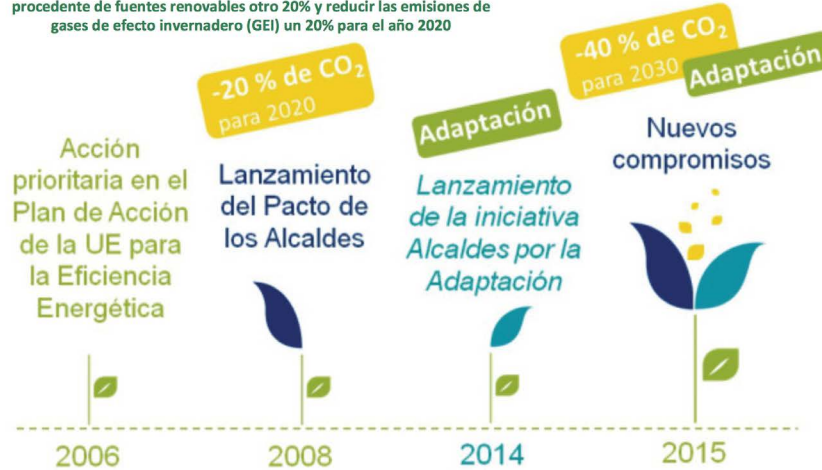 procedente de fuentes renovables otro 20% y reducir las emisiones de
gases de efecto invernadero (GEI) un 20% para el año 2020
Acción
prioritaria en el
Plan de Acción
de la UE para
la Eficiencia
Energética
2006
-20 % de CO₂
para 2020
Lanzamiento
del Pacto de
los Alcaldes
2008
Adaptación
Lanzamiento
de la iniciativa
Alcaldes por la
Adaptación
2014
-40 % de CO₂
para 2030
Adaptación
Nuevos
compromisos
2015